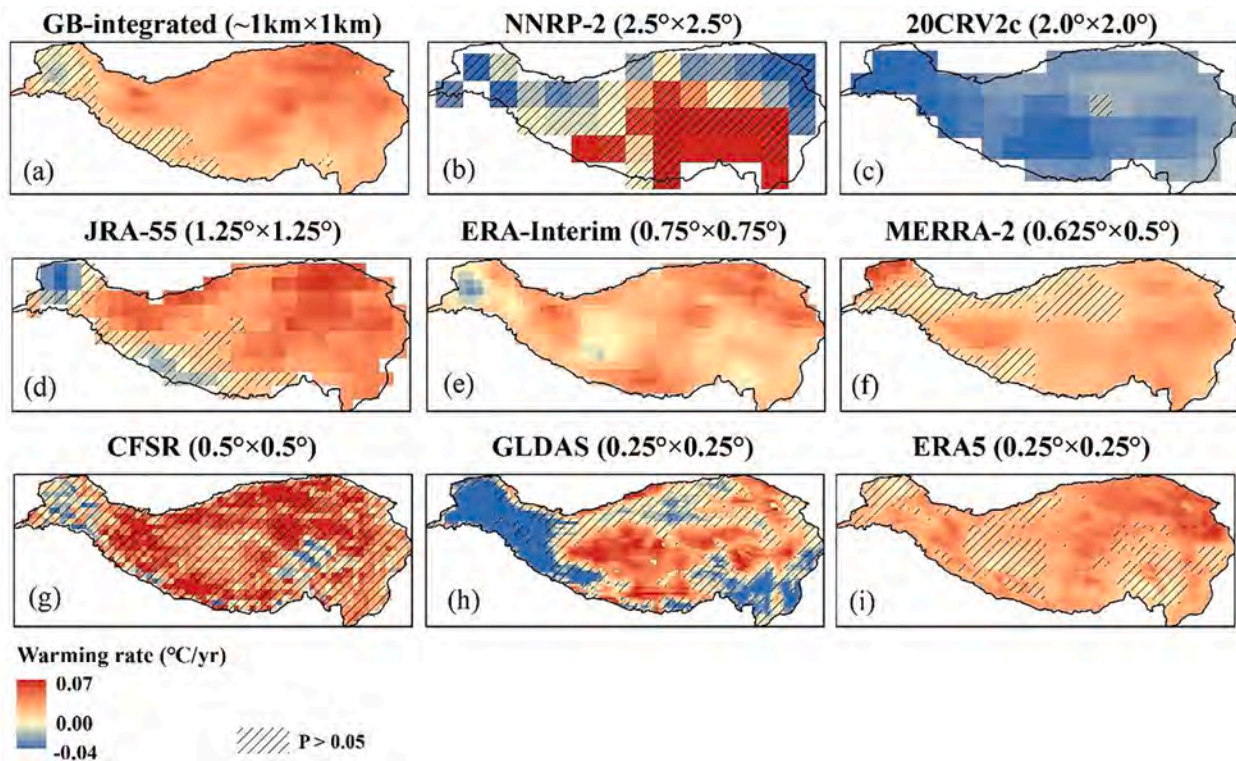 GB-integrated (~1km×1km)
NNRP-2 (2.5°×2.5°)
20CRV2c (2.0°×2.0°)
(a)
(b)
(c)
JRA-55 (1.25°×1.25°)
ERA-Interim (0.75°×0.75°)
MERRA-2 (0.625°×0.5°)
(d)
(e)
(f)
CFSR (0.5°×0.5°)
GLDAS (0.25°×0.25°)
ERA5 (0.25°×0.25°)
(g)
(h)
(i)
Warming rate (°C/yr)
0.07
0.00
-0.04
P > 0.05